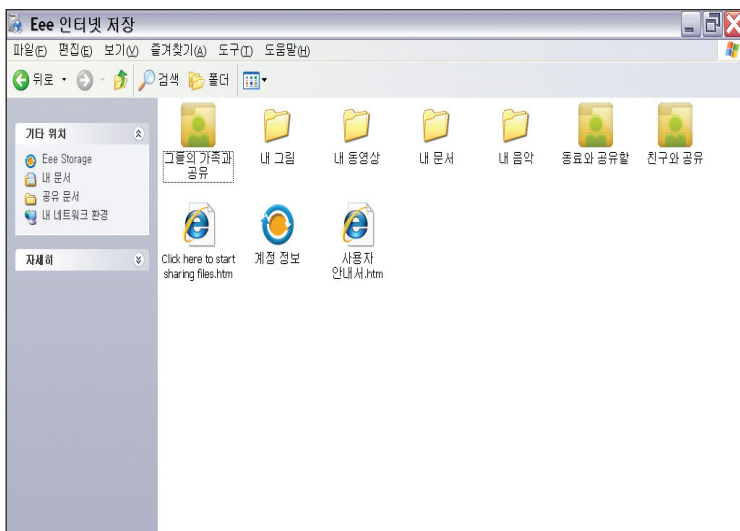 Eee 인터넷 저장
파일(F) 편집(E) 보기(V) 즐겨찾기(A) 도구(T) 도움말(H)
뒤로 검색 폴더
기타 위치
Eee Storage
내 문서
공유 문서
내 네트워크 환경
자세히
그들의 가족과
공유
내 그림
내 동영상
내 문서
내 음악
동료와 공유할
친구와 공유
Click here to start
sharing files.htm
계정 정보
사용자
안내서.htm